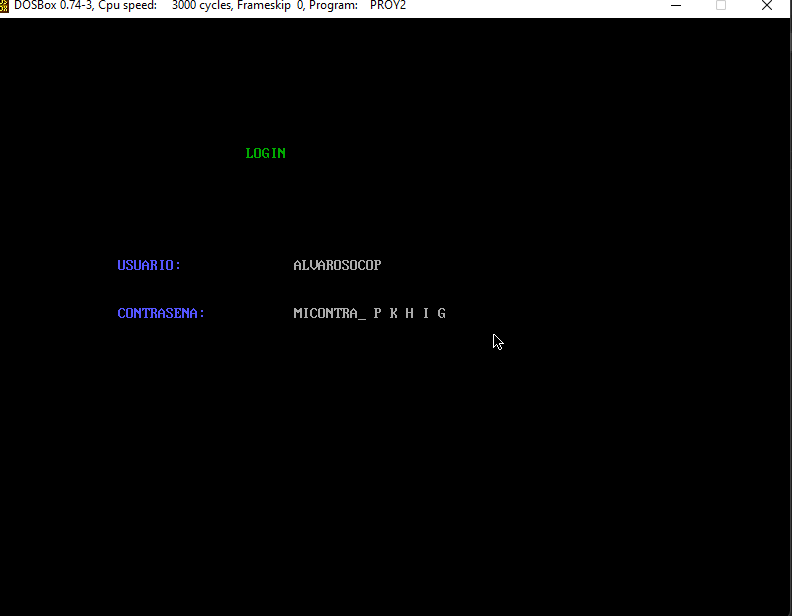 DOSBox 0.74-3, Cpu speed: 3000 cycles, Frameskip 0, Program: PROY2
LOGIN
USUARIO: ALVAROSOCOP
CONTRASENA: MICONTRA_ P K H I G